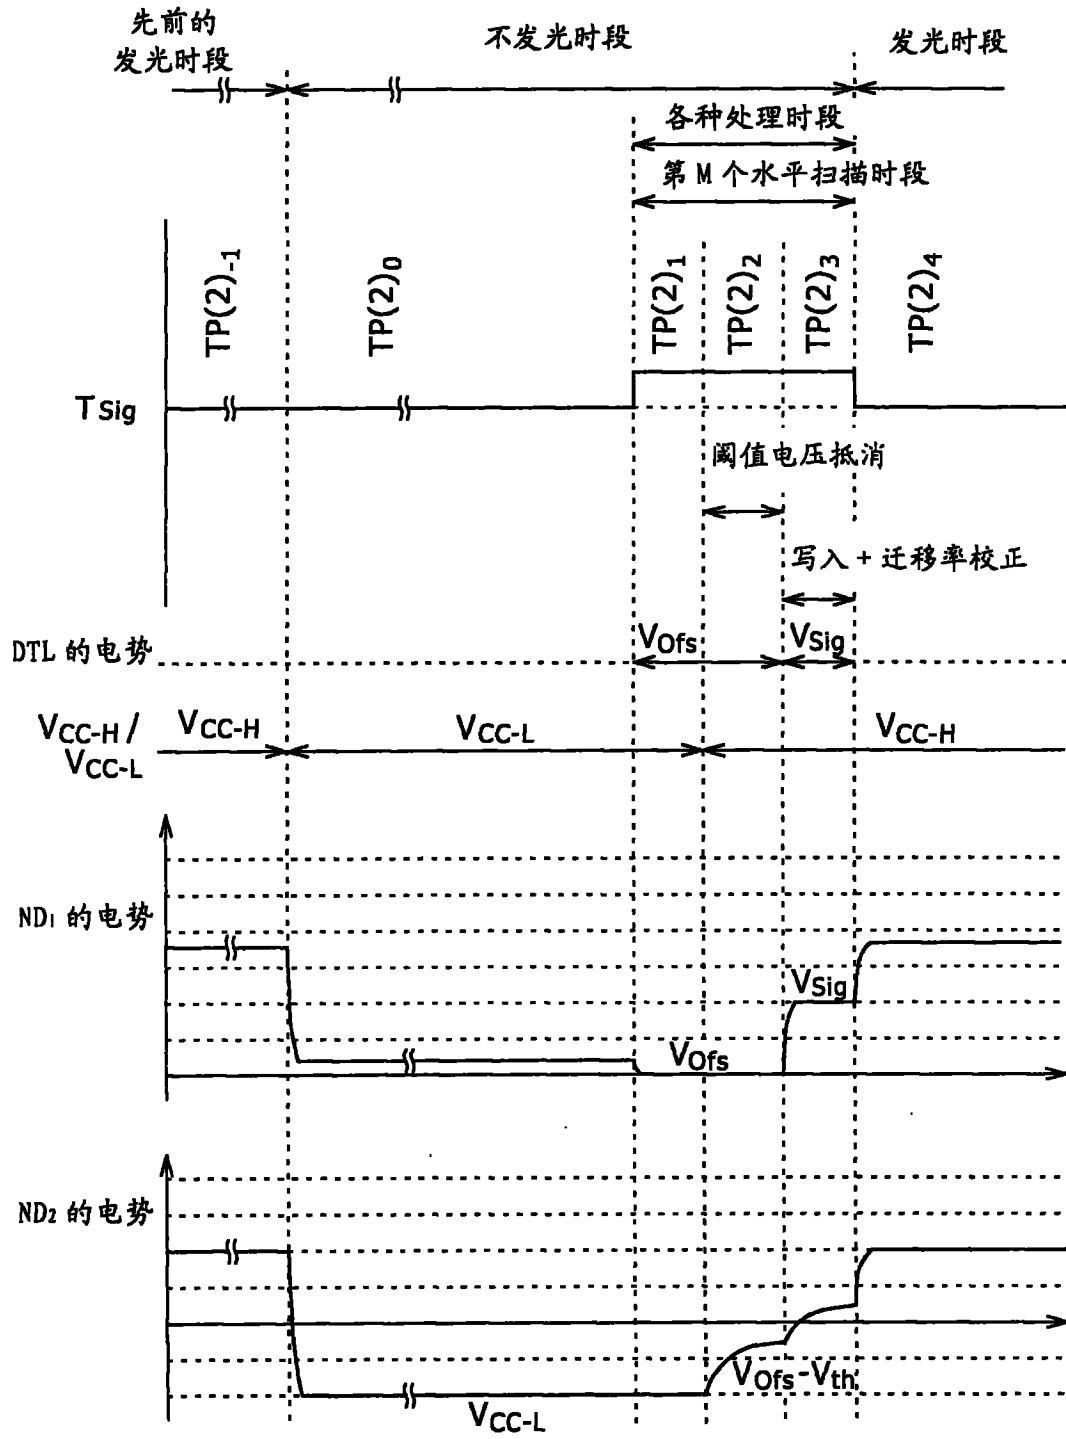 先前的
发光时段
不发光时段
发光时段
各种处理时段
第 M 个水平扫描时段
TP(2)-1
TP(2)0
TP(2)1
TP(2)2
TP(2)3
TP(2)4
TSig
阈值电压抵消
写入 + 迁移率校正
DTL 的电势
VOfs
VSig
VCC-H /
VCC-L
VCC-H
VCC-L
VCC-H
ND1 的电势
VSig
VOfs
ND2 的电势
VOfs-Vth
VCC-L